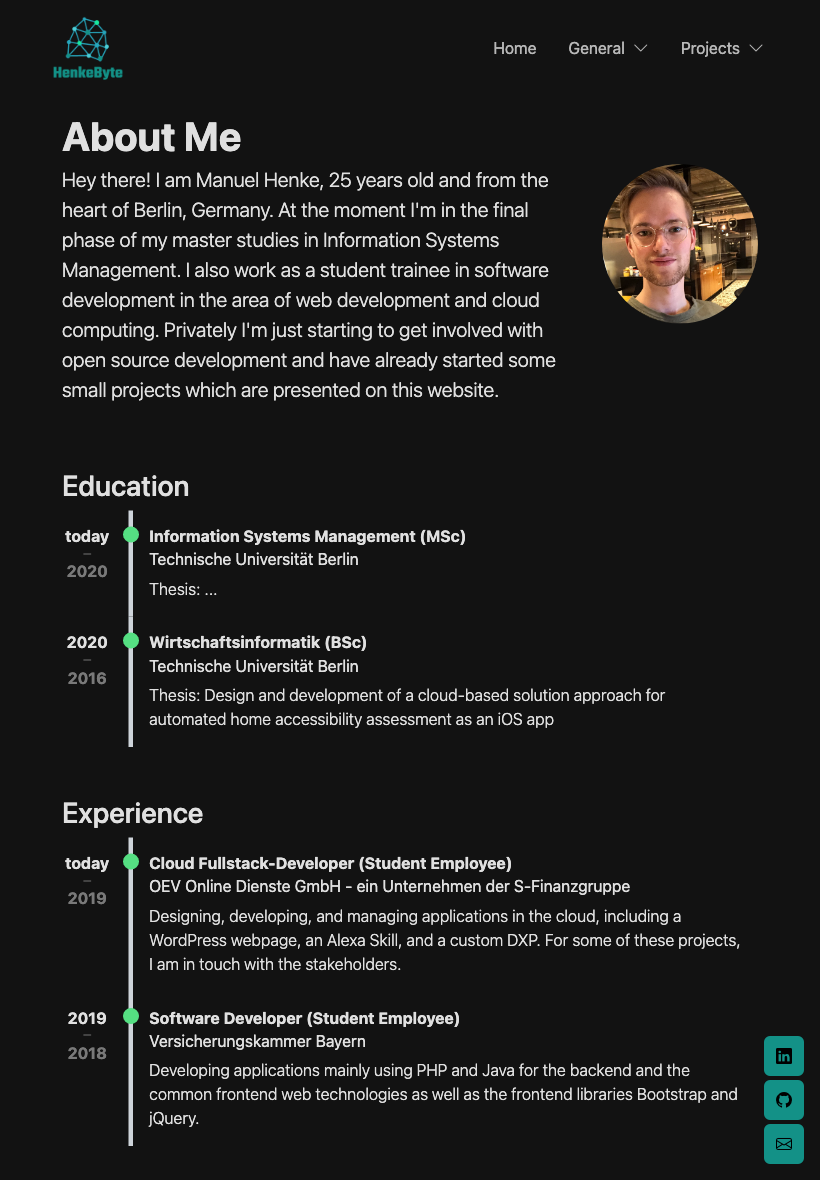 HenkeByte
Home General Projects
About Me
Hey there! I am Manuel Henke, 25 years old and from the
heart of Berlin, Germany. At the moment I'm in the final
phase of my master studies in Information Systems
Management. I also work as a student trainee in software
development in the area of web development and cloud
computing. Privately I'm just starting to get involved with
open source development and have already started some
small projects which are presented on this website.
Education
today
–
2020
Information Systems Management (MSc)
Technische Universität Berlin
Thesis: ...
2020
–
2016
Wirtschaftsinformatik (BSc)
Technische Universität Berlin
Thesis: Design and development of a cloud-based solution approach for
automated home accessibility assessment as an iOS app
Experience
today
–
2019
Cloud Fullstack-Developer (Student Employee)
OEV Online Dienste GmbH - ein Unternehmen der S-Finanzgruppe
Designing, developing, and managing applications in the cloud, including a
WordPress webpage, an Alexa Skill, and a custom DXP. For some of these projects,
I am in touch with the stakeholders.
2019
–
2018
Software Developer (Student Employee)
Versicherungskammer Bayern
Developing applications mainly using PHP and Java for the backend and the
common frontend web technologies as well as the frontend libraries Bootstrap and
jQuery.
in